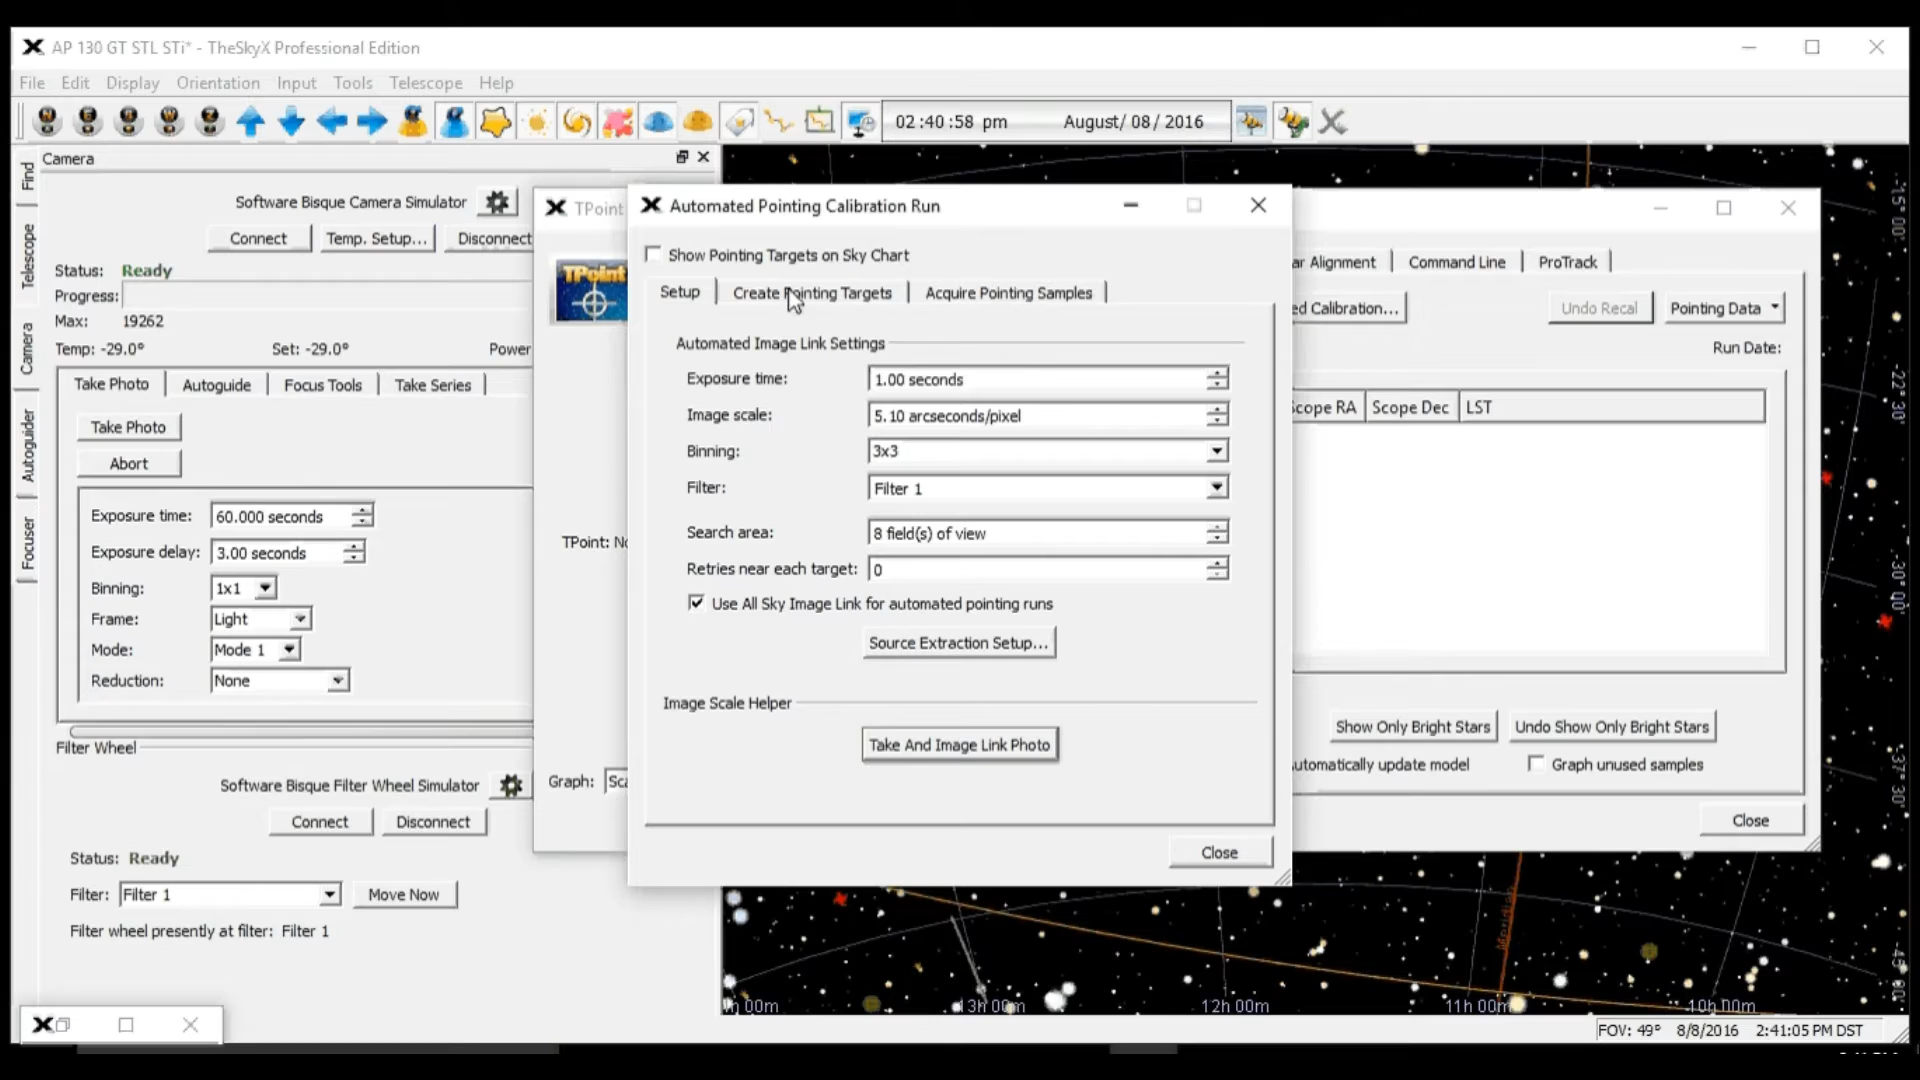 AP 130 GT STL STi* - TheSkyX Professional Edition
File Edit Display Orientation Input Tools Telescope Help
02:40:58 pm August/ 08/ 2016
Find
Telescope
Camera
Autoguider
Focuser
Camera
Software Bisque Camera Simulator
Connect Temp. Setup... Disconnect
Status: Ready
Progress:
Max: 19262
Temp: -29.0° Set: -29.0° Power
Take Photo Autoguide Focus Tools Take Series
Take Photo
Abort
Exposure time: 60.000 seconds
Exposure delay: 3.00 seconds
Binning: 1x1
Frame: Light
Mode: Mode 1
Reduction: None
Filter Wheel
Software Bisque Filter Wheel Simulator
Connect Disconnect
Status: Ready
Filter: Filter 1 Move Now
Filter wheel presently at filter: Filter 1
TPoint
TPoint
TPoint:
Graph:
Automated Pointing Calibration Run
Show Pointing Targets on Sky Chart
Setup Create Pointing Targets Acquire Pointing Samples
Automated Image Link Settings
Exposure time: 1.00 seconds
Image scale: 5.10 arcseconds/pixel
Binning: 3x3
Filter: Filter 1
Search area: 8 field(s) of view
Retries near each target: 0
Use All Sky Image Link for automated pointing runs
Source Extraction Setup...
Image Scale Helper
Take And Image Link Photo
Close
ar Alignment Command Line ProTrack
ed Calibration... Undo Recal Pointing Data
Run Date:
Scope RA Scope Dec LST
Show Only Bright Stars Undo Show Only Bright Stars
utomatically update model Graph unused samples
Close
-15° 00'
-22° 30'
-30° 00'
-37° 30'
Meridian
h 00m 13h 00m 12h 00m 11h 00m 10h 00m
FOV: 49° 8/8/2016 2:41:05 PM DST